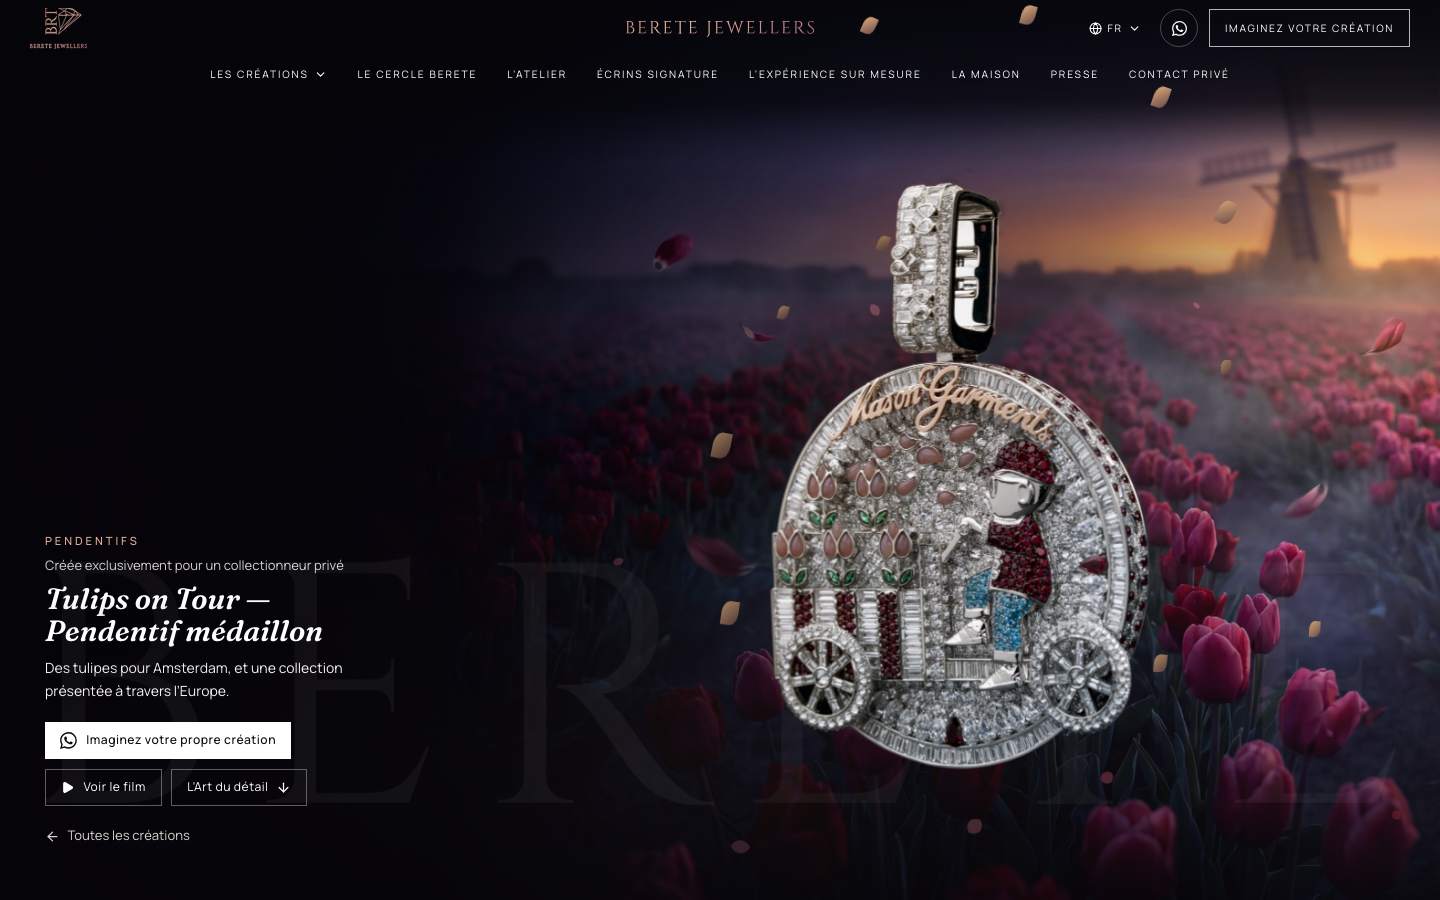 BRT
BERETE JEWELLERS
BERETE JEWELLERS
FR
IMAGINEZ VOTRE CRÉATION
LES CRÉATIONS
LE CERCLE BERETE
L'ATELIER
ÉCRINS SIGNATURE
L'EXPÉRIENCE SUR MESURE
LA MAISON
PRESSE
CONTACT PRIVÉ
Mason Garments
PENDENTIFS
Créée exclusivement pour un collectionneur privé
Tulips on Tour —
Pendentif médaillon
Des tulipes pour Amsterdam, et une collection
présentée à travers l'Europe.
Imaginez votre propre création
Voir le film
L'Art du détail
Toutes les créations
BERETE